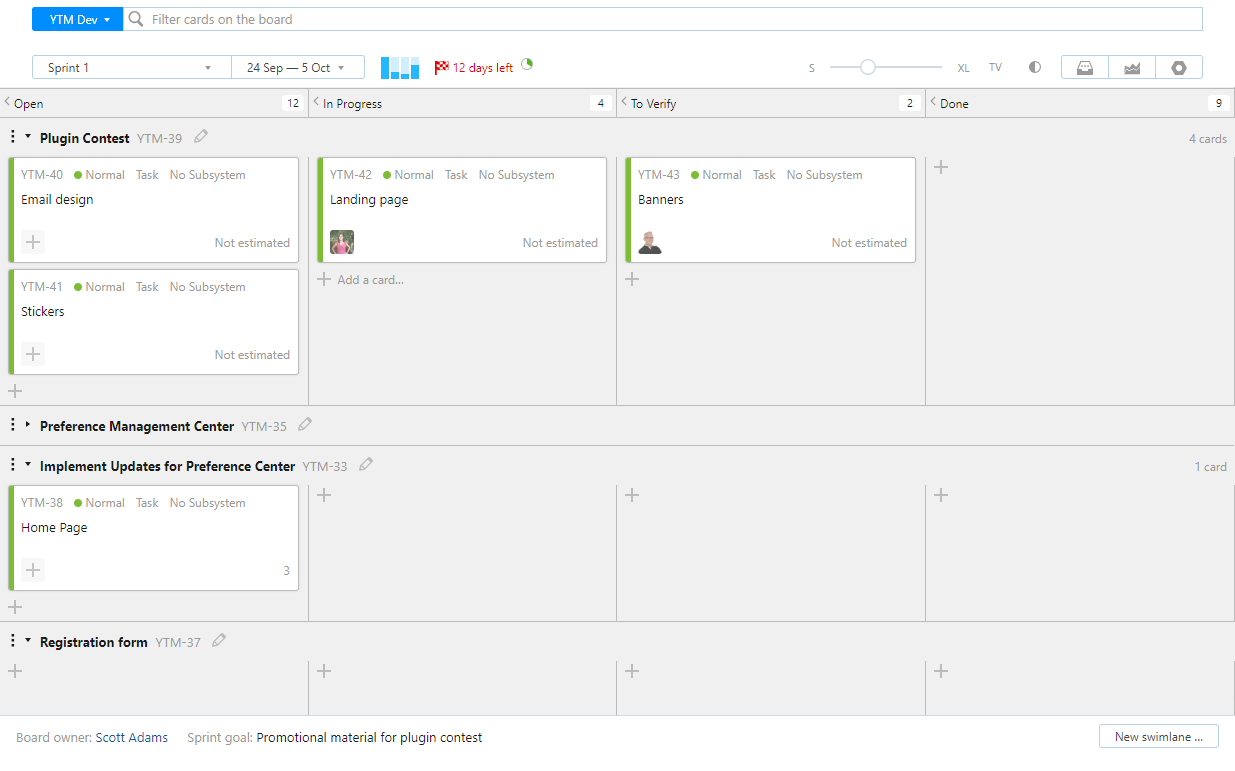 YTM Dev Filter cards on the board
Sprint 1 24 Sep — 5 Oct 12 days left S XL TV
Open 12 In Progress 4 To Verify 2 Done 9
Plugin Contest YTM-39 4 cards
YTM-40 Normal Task No Subsystem YTM-42 Normal Task No Subsystem YTM-43 Normal Task No Subsystem
Email design Landing page Banners
Not estimated Not estimated Not estimated
Add a card...
YTM-41 Normal Task No Subsystem
Stickers
Not estimated
Preference Management Center YTM-35
Implement Updates for Preference Center YTM-33 1 card
YTM-38 Normal Task No Subsystem
Home Page
3
Registration form YTM-37
Board owner: Scott Adams Sprint goal: Promotional material for plugin contest New swimlane ...